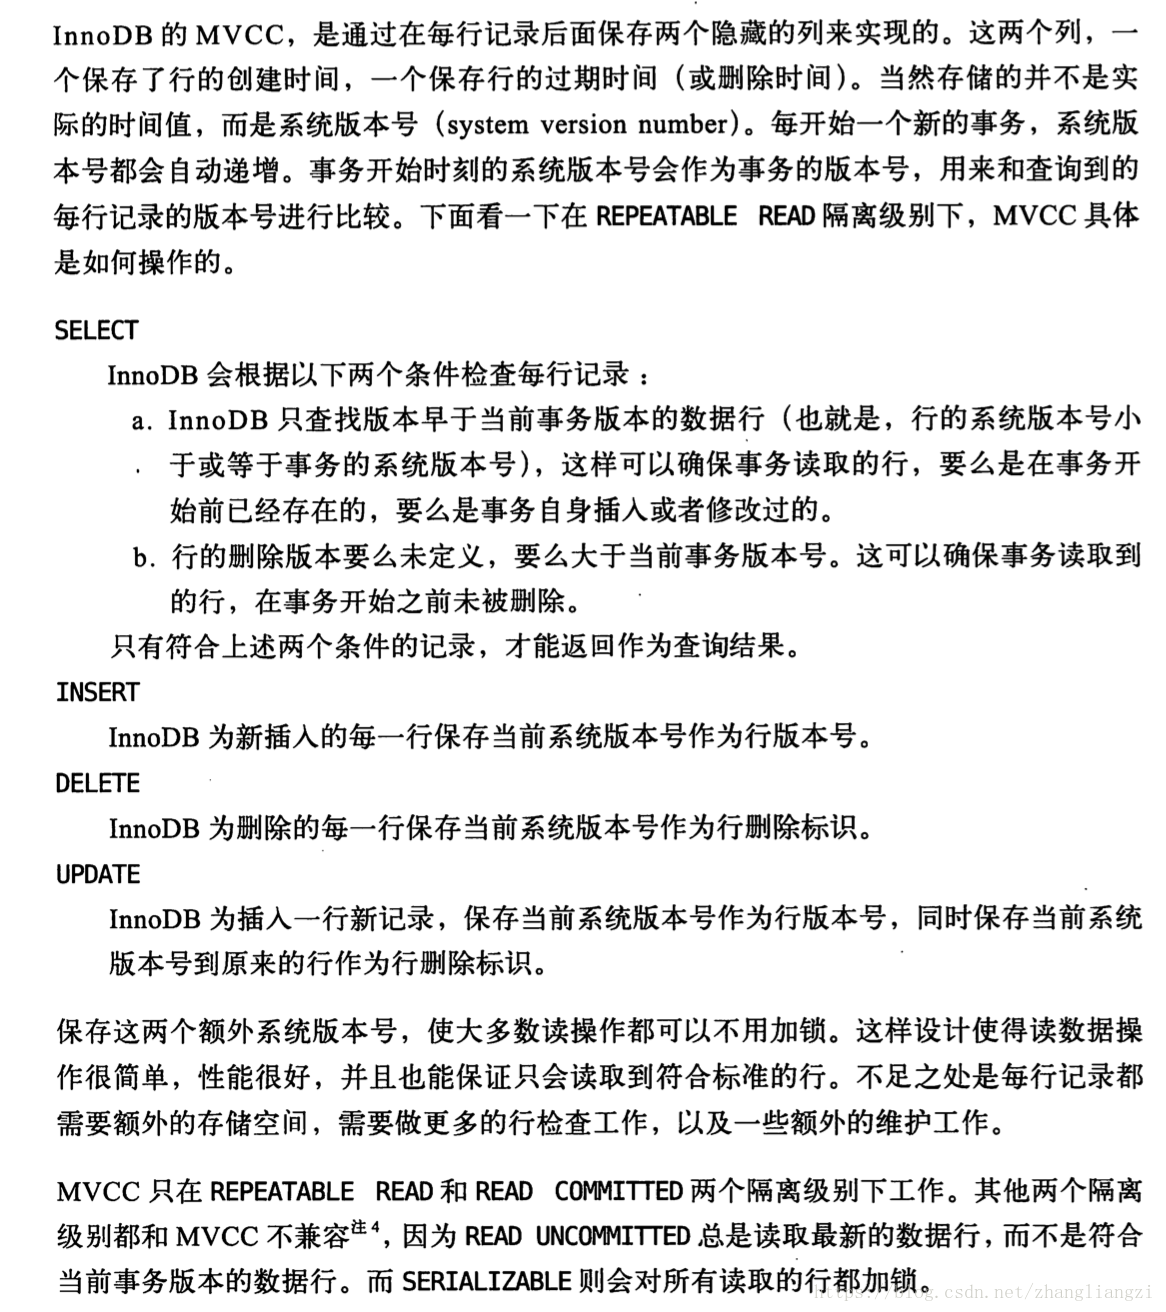 InnoDB 的 MVCC，是通过在每行记录后面保存两个隐藏的列来实现的。这两个列，一
个保存了行的创建时间，一个保存行的过期时间（或删除时间）。当然存储的并不是实
际的时间值，而是系统版本号（system version number）。每开始一个新的事务，系统版
本号都会自动递增。事务开始时刻的系统版本号会作为事务的版本号，用来和查询到的
每行记录的版本号进行比较。下面看一下在 REPEATABLE READ 隔离级别下，MVCC 具体
是如何操作的。
SELECT
InnoDB 会根据以下两个条件检查每行记录：
a. InnoDB 只查找版本早于当前事务版本的数据行（也就是，行的系统版本号小
于或等于事务的系统版本号），这样可以确保事务读取的行，要么是在事务开
始前已经存在的，要么是事务自身插入或者修改过的。
b. 行的删除版本要么未定义，要么大于当前事务版本号。这可以确保事务读取到
的行，在事务开始之前未被删除。
只有符合上述两个条件的记录，才能返回作为查询结果。
INSERT
InnoDB 为新插入的每一行保存当前系统版本号作为行版本号。
DELETE
InnoDB 为删除的每一行保存当前系统版本号作为行删除标识。
UPDATE
InnoDB 为插入一行新记录，保存当前系统版本号作为行版本号，同时保存当前系统
版本号到原来的行作为行删除标识。
保存这两个额外系统版本号，使大多数读操作都可以不用加锁。这样设计使得读数据操
作很简单，性能很好，并且也能保证只会读取到符合标准的行。不足之处是每行记录都
需要额外的存储空间，需要做更多的行检查工作，以及一些额外的维护工作。
MVCC 只在 REPEATABLE READ 和 READ COMMITTED 两个隔离级别下工作。其他两个隔离
级别都和 MVCC 不兼容注4，因为 READ UNCOMMITTED 总是读取最新的数据行，而不是符合
当前事务版本的数据行。而 SERIALIZABLE 则会对所有读取的行都加锁。
https://blog.csdn.net/zhangliangzi